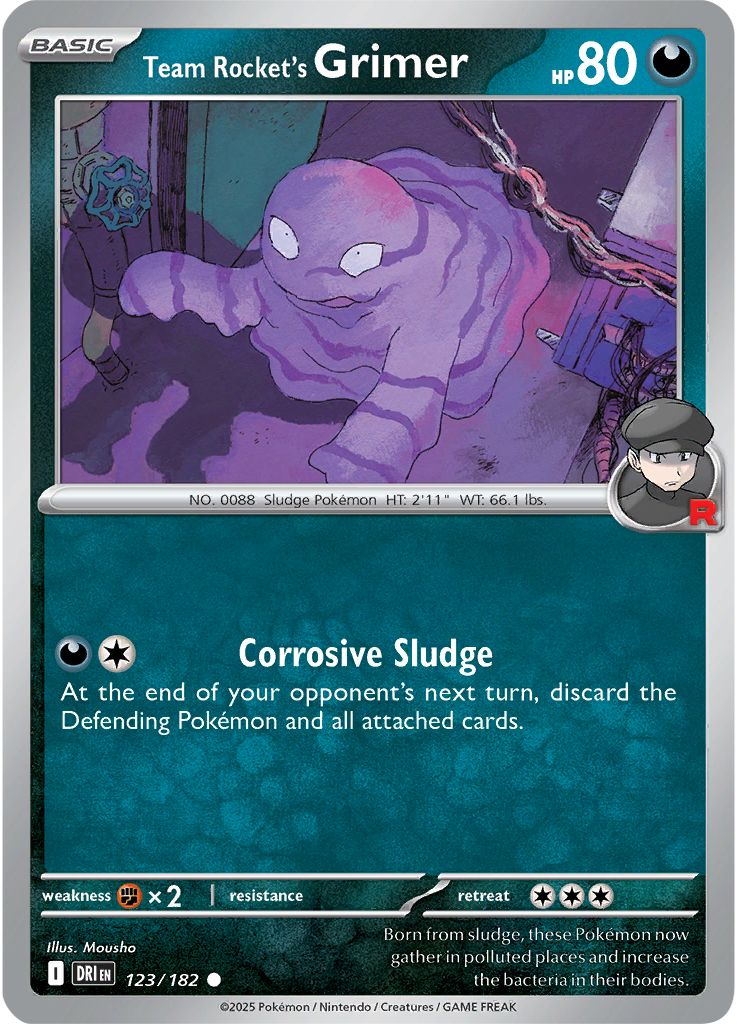 BASIC
Team Rocket's Grimer HP 80
NO. 0088 Sludge Pokémon HT: 2'11" WT: 66.1 lbs.
R
Corrosive Sludge
At the end of your opponent's next turn, discard the
Defending Pokémon and all attached cards.
weakness ×2 resistance retreat
Illus. Mousho
Born from sludge, these Pokémon now
gather in polluted places and increase
the bacteria in their bodies.
I DRI EN 123/182
©2025 Pokémon / Nintendo / Creatures / GAME FREAK